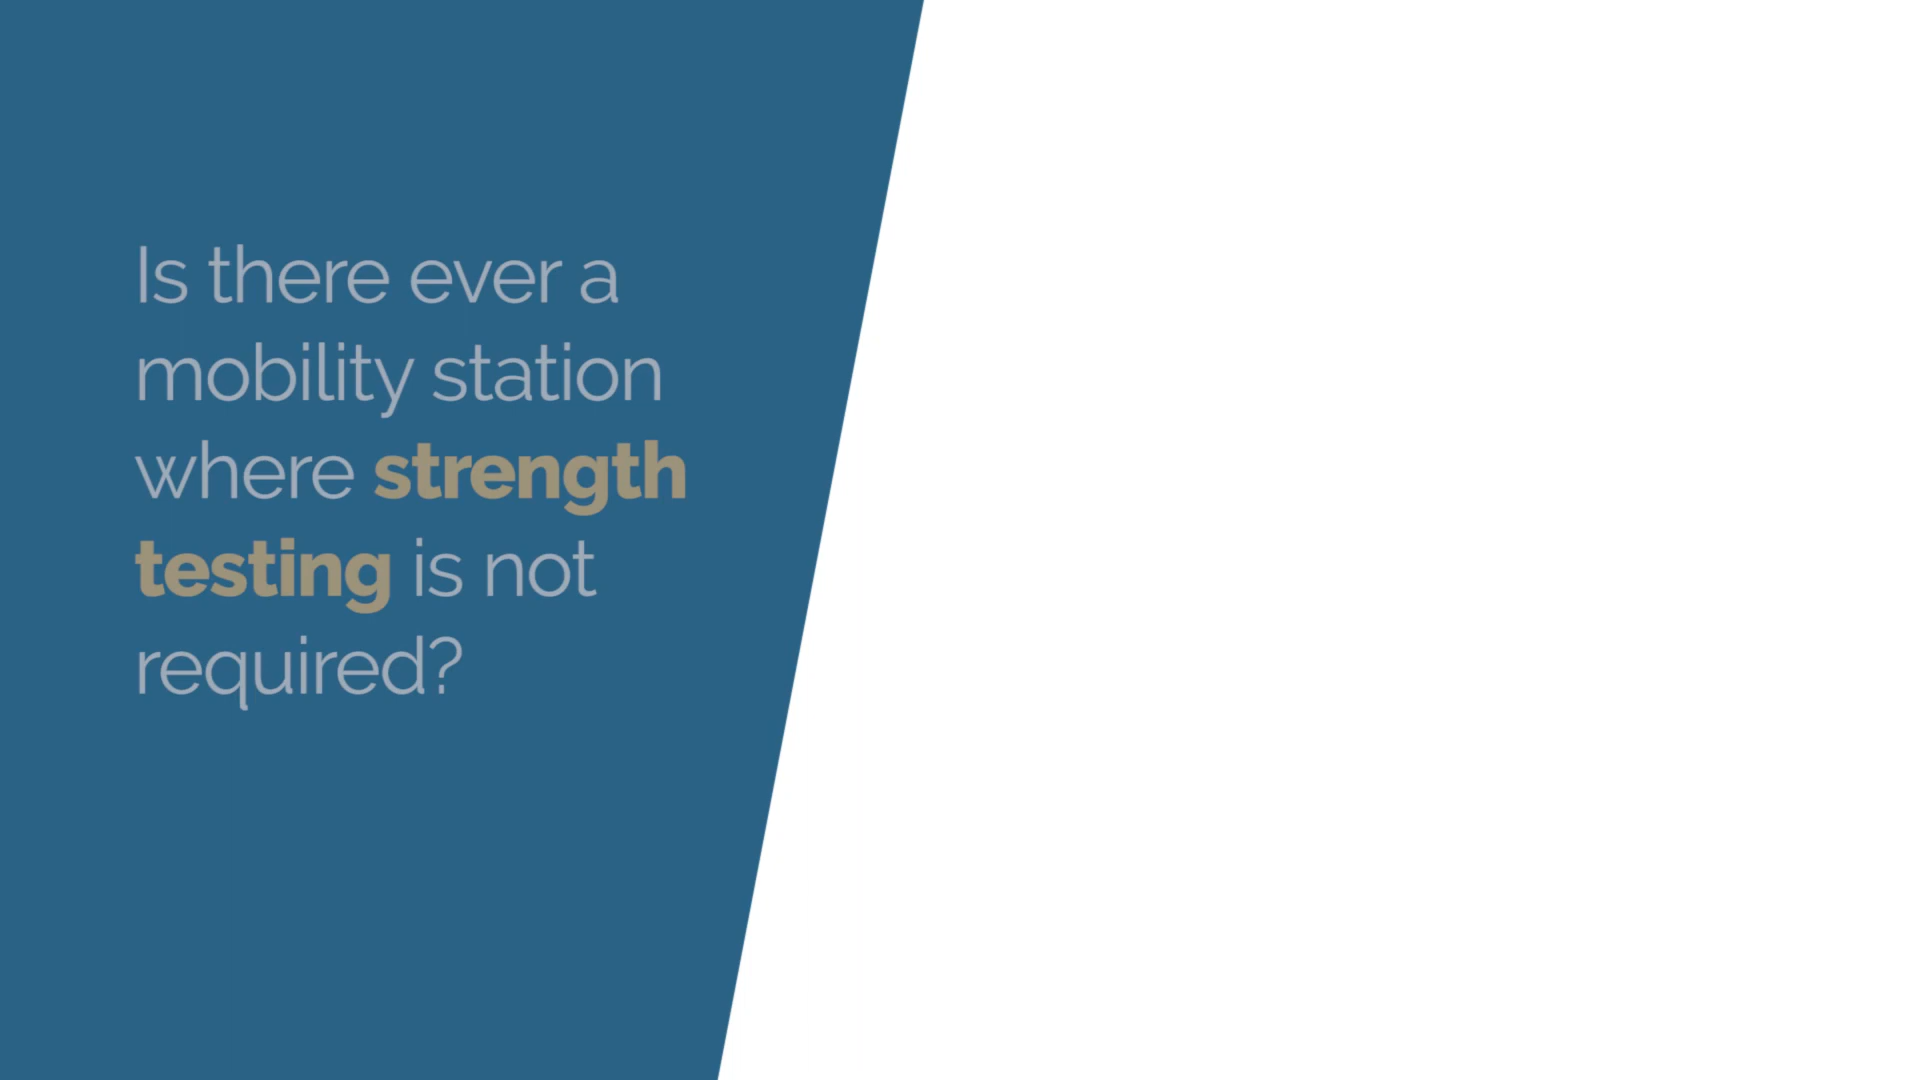 Is there ever a
mobility station
where strength
testing is not
required?